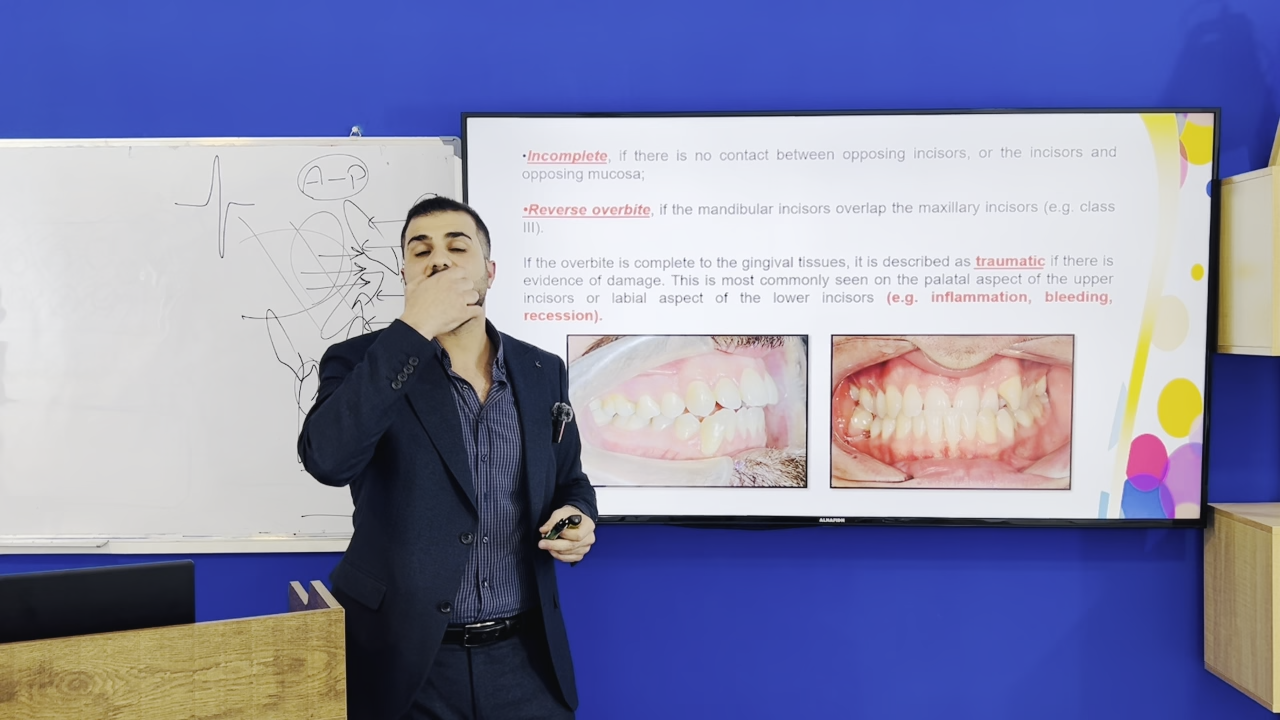 A-P
•Incomplete, if there is no contact between opposing incisors, or the incisors and
opposing mucosa;
•Reverse overbite, if the mandibular incisors overlap the maxillary incisors (e.g. class
III).
If the overbite is complete to the gingival tissues, it is described as traumatic if there is
evidence of damage. This is most commonly seen on the palatal aspect of the upper
incisors or labial aspect of the lower incisors (e.g. inflammation, bleeding,
recession).
ALHAFIDH